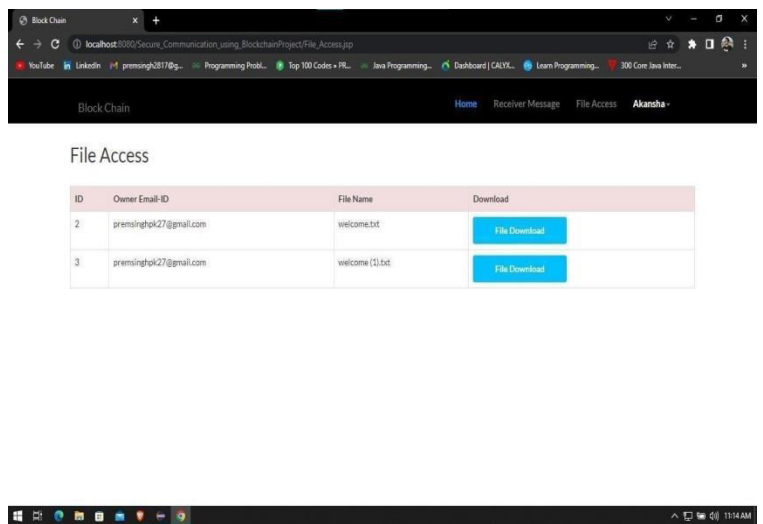 Block Chain
localhost:8080/Secure_Communication_using_BlockchainProject/File_Access.jsp
YouTube LinkedIn premsingh2817@g... Programming Probl... Top 100 Codes » PR... Java Programming... Dashboard | CALYX... Learn Programming... 300 Core Java Inter... »
Block Chain Home Receiver Message File Access Akansha
File Access
ID Owner Email-ID File Name Download
2 premsinghpk27@gmail.com welcome.txt File Download
3 premsinghpk27@gmail.com welcome (1).txt File Download
11:14 AM